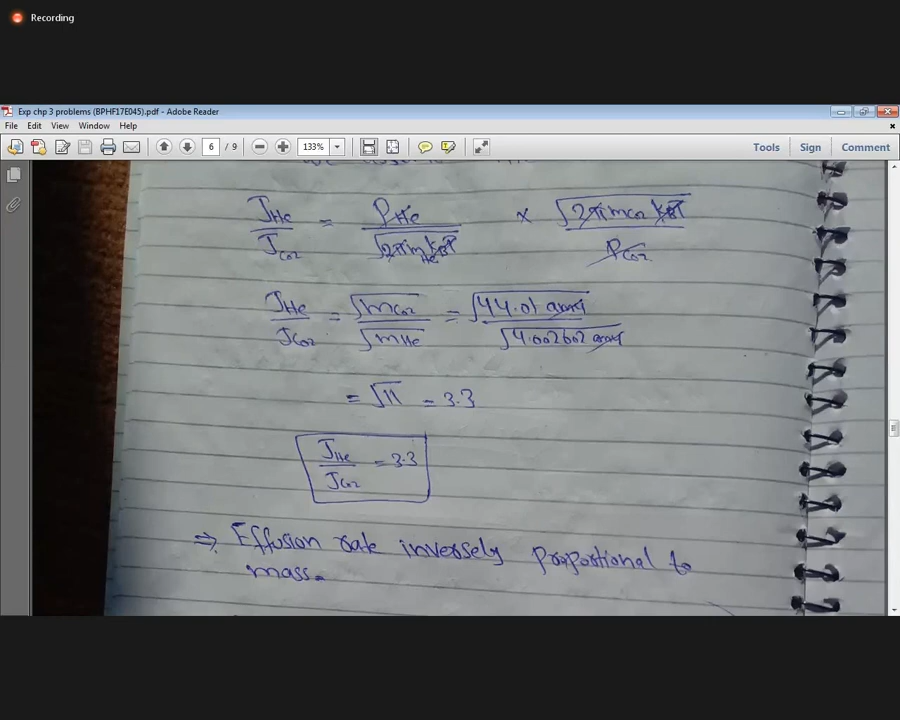 Recording
Exp chp 3 problems (BPHF17E045).pdf - Adobe Reader
File Edit View Window Help
6 / 9 133% Tools Sign Comment
J_He / J_CO2 = P_He / √(2πm_He k_B T) × √(2πm_CO2 k_B T) / P_CO2
J_He / J_CO2 = √m_CO2 / √m_He = √44.01 amu / √4.002602 amu
= √11 = 3.3
J_He / J_CO2 = 3.3
⇒ Effusion rate inversely proportional to
mass.